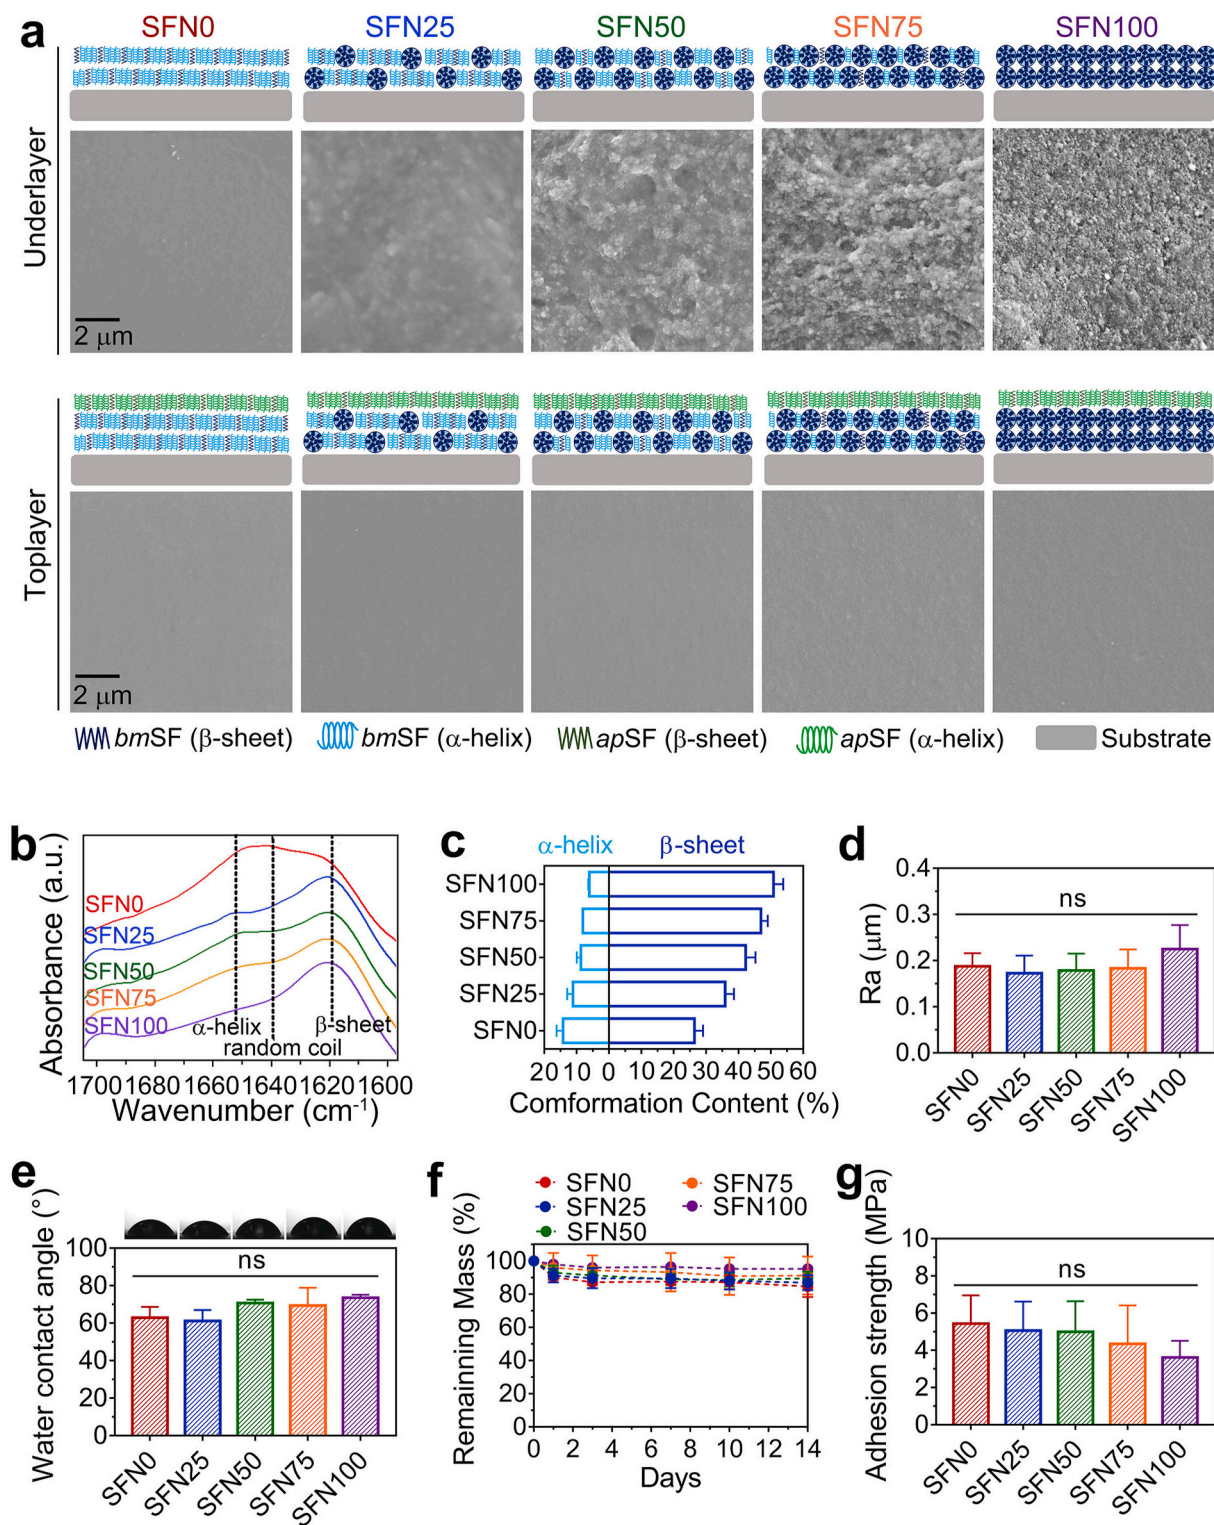 a
SFN0 SFN25 SFN50 SFN75 SFN100
Underlayer
2 μm
Toplayer
2 μm
bmSF (β-sheet) bmSF (α-helix) apSF (β-sheet) apSF (α-helix) Substrate
b
Absorbance (a.u.)
SFN0
SFN25
SFN50
SFN75
SFN100
α-helix
random coil
β-sheet
1700 1680 1660 1640 1620 1600
Wavenumber (cm-1)
c
α-helix β-sheet
SFN100
SFN75
SFN50
SFN25
SFN0
20 10 0 10 20 30 40 50 60
Comformation Content (%)
d
Ra (μm)
0.4
0.3
0.2
0.1
0.0
ns
SFN0 SFN25 SFN50 SFN75 SFN100
e
Water contact angle (°)
100
80
60
40
20
0
ns
SFN0 SFN25 SFN50 SFN75 SFN100
f
SFN0 SFN75
SFN25 SFN100
SFN50
Remaining Mass (%)
100
80
60
40
20
0
0 2 4 6 8 10 12 14
Days
g
Adhesion strength (MPa)
10
8
6
4
2
0
ns
SFN0 SFN25 SFN50 SFN75 SFN100